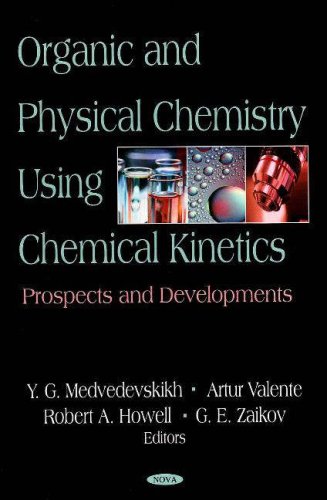 Organic and
Physical Chemistry
Using
Chemical Kinetics
Prospects and Developments
Y. G. Medvedevskikh • Artur Valente
Robert A. Howell • G. E. Zaikov
Editors
NOVA